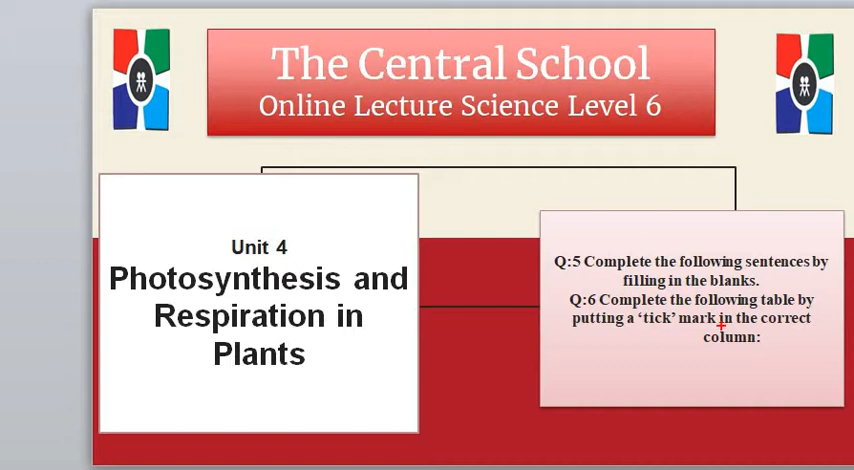 The Central School
Online Lecture Science Level 6
Unit 4
Photosynthesis and
Respiration in
Plants
Q:5 Complete the following sentences by
filling in the blanks.
Q:6 Complete the following table by
putting a ‘tick’ mark in the correct
column: